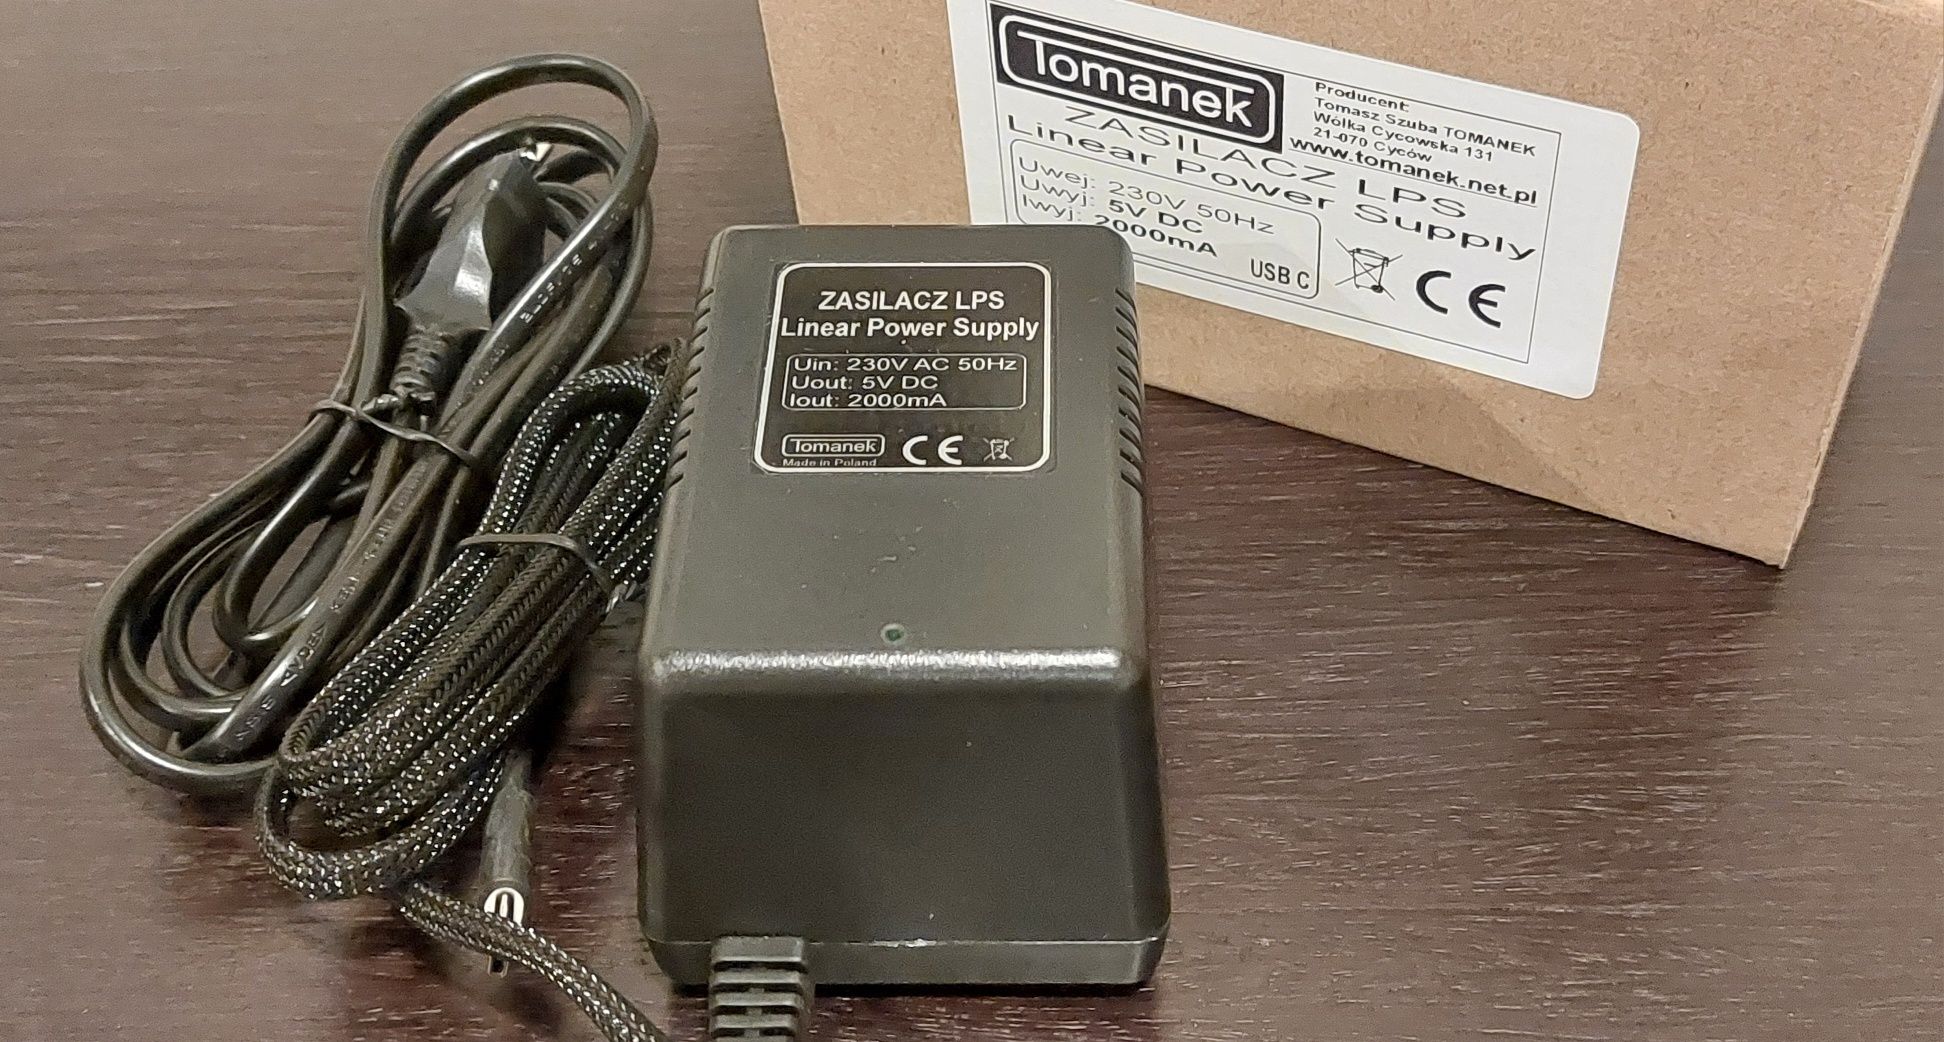 Tomanek
Producent:
Tomasz Szuba TOMANEK
Wólka Cycowska 131
21-070 Cyców
www.tomanek.net.pl
ZASILACZ LPS
Linear Power Supply
Uwej: 230V 50Hz
Uwyj: 5V DC
Iwyj: 2000mA
USB C
CE
ZASILACZ LPS
Linear Power Supply
Uin: 230V AC 50Hz
Uout: 5V DC
Iout: 2000mA
Tomanek
Made in Poland
CE